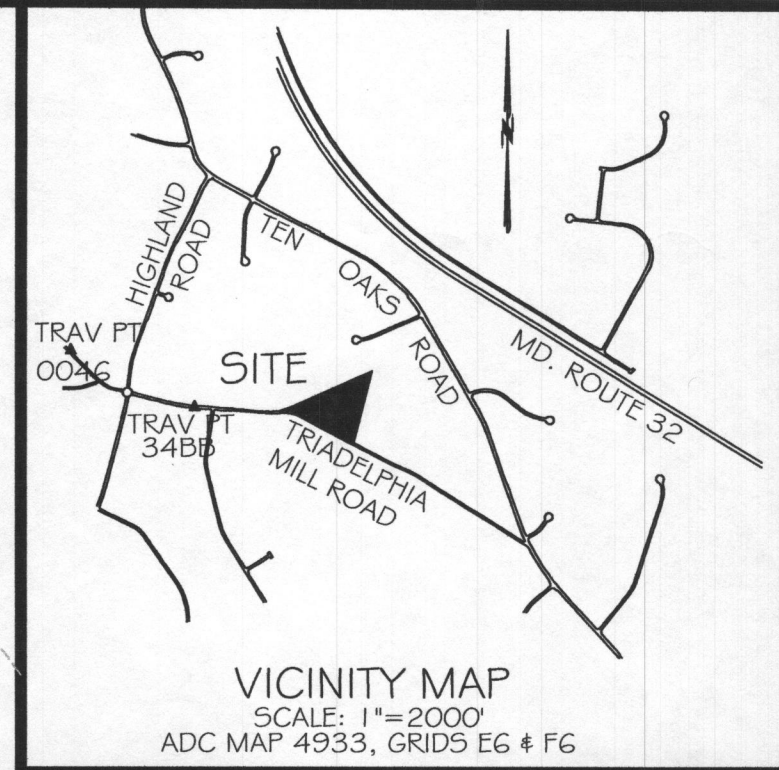 N
HIGHLAND
ROAD
TEN
OAKS
ROAD
MD. ROUTE 32
TRAV PT
0046
SITE
TRAV PT
34BB
TRIADELPHIA
MILL ROAD
VICINITY MAP
SCALE: 1"=2000'
ADC MAP 4933, GRIDS E6 & F6